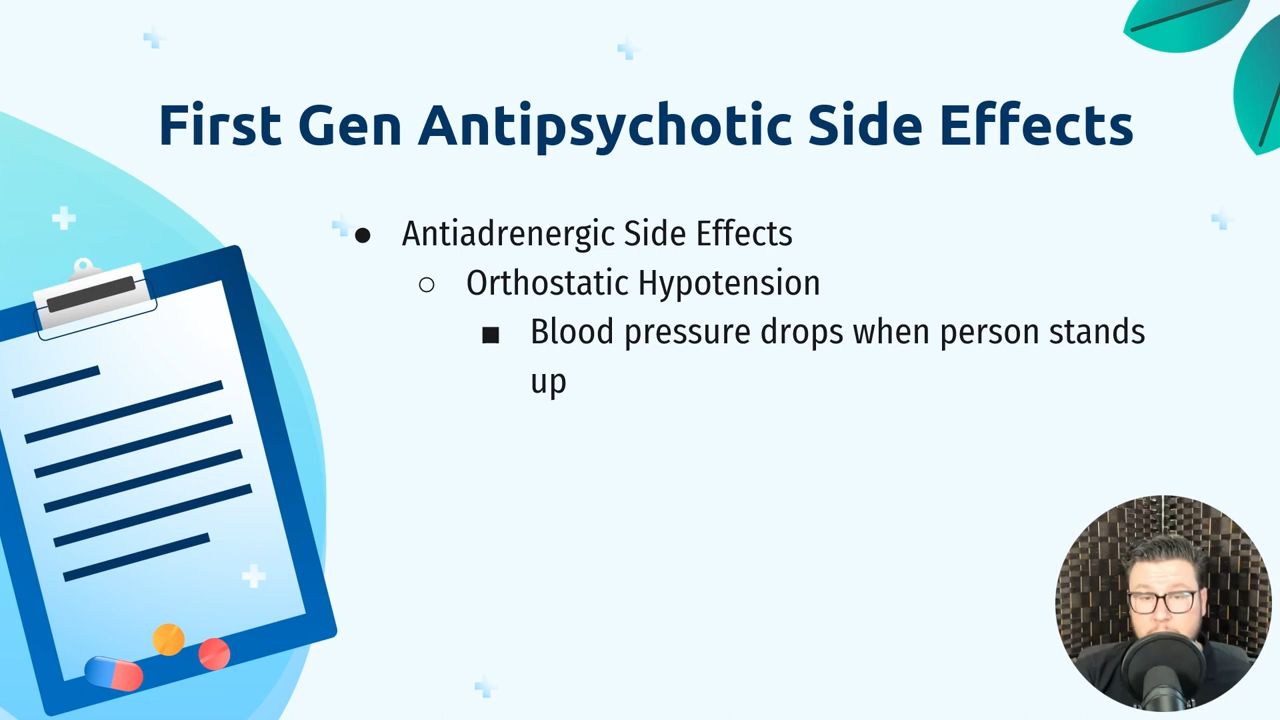 First Gen Antipsychotic Side Effects
● Antiadrenergic Side Effects
○ Orthostatic Hypotension
■ Blood pressure drops when person stands
up